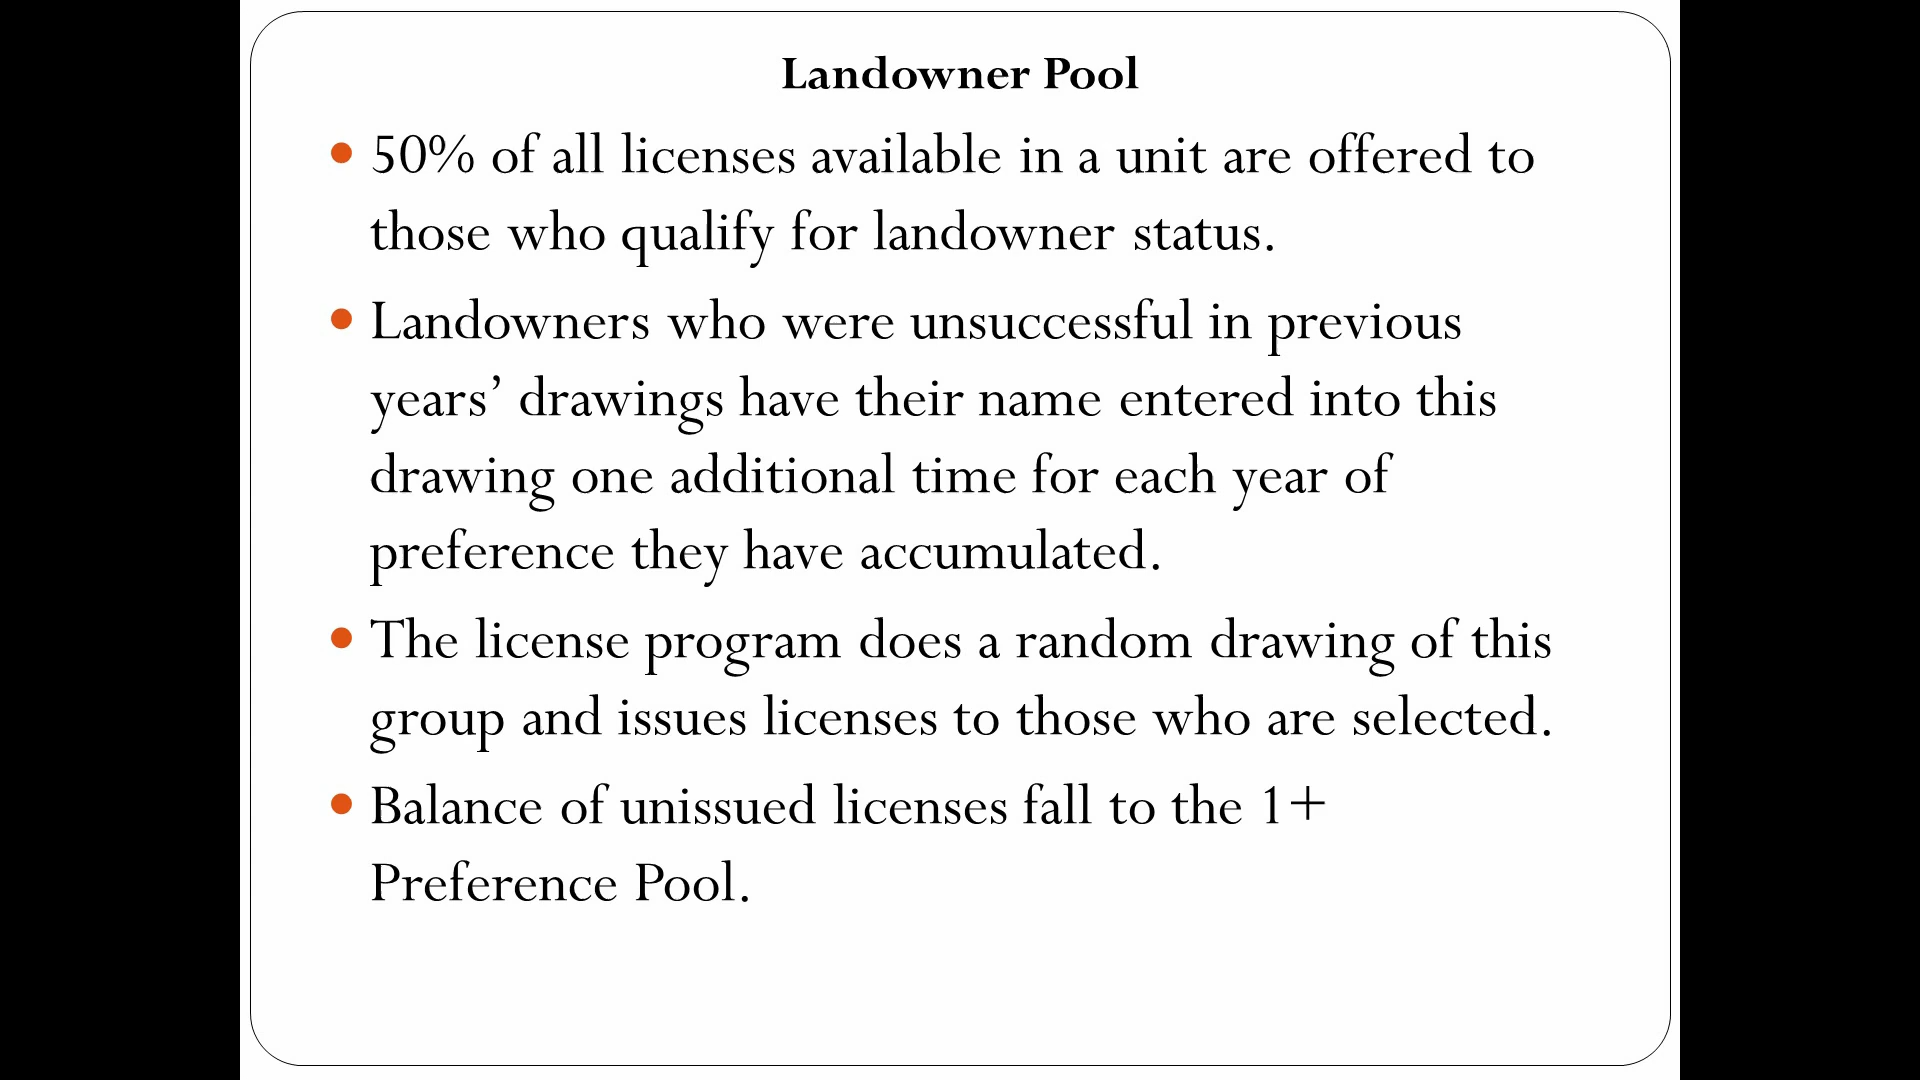 Landowner Pool
• 50% of all licenses available in a unit are offered to
those who qualify for landowner status.
• Landowners who were unsuccessful in previous
years’ drawings have their name entered into this
drawing one additional time for each year of
preference they have accumulated.
• The license program does a random drawing of this
group and issues licenses to those who are selected.
• Balance of unissued licenses fall to the 1+
Preference Pool.